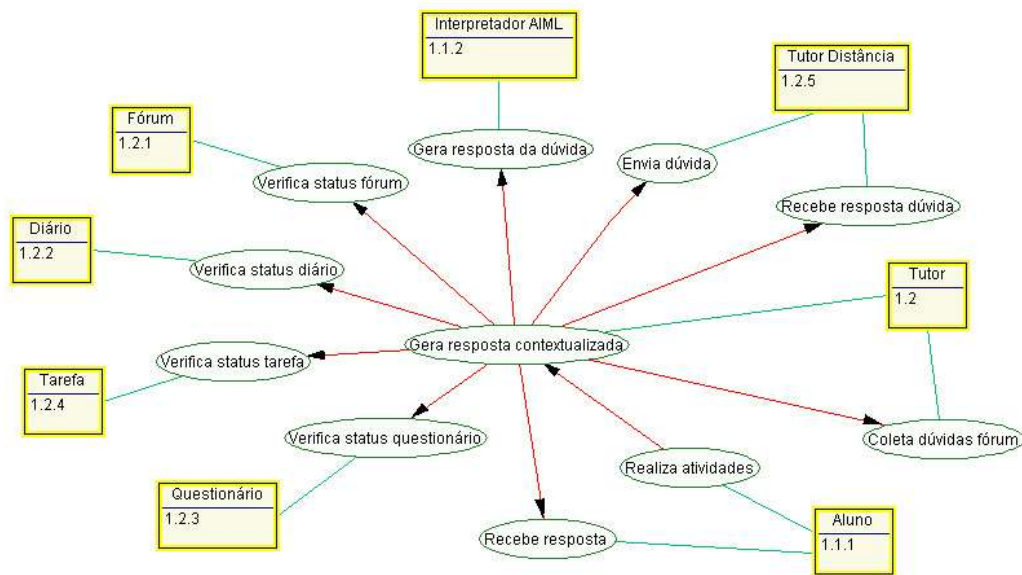 Interpretador AIML
1.1.2
Tutor Distância
1.2.5
Fórum
1.2.1
Gera resposta da dúvida
Envia dúvida
Verifica status fórum
Recebe resposta dúvida
Diário
1.2.2
Verifica status diário
Tutor
1.2
Gera resposta contextualizada
Verifica status tarefa
Tarefa
1.2.4
Verifica status questionário
Coleta dúvidas fórum
Realiza atividades
Questionário
1.2.3
Aluno
1.1.1
Recebe resposta